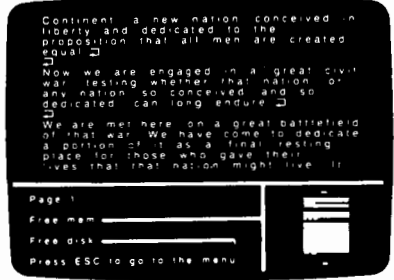 Continent a new nation conceived in
liberty and dedicated to the
proposition that all men are created
equal
Now we are engaged in a great civil
war testing whether that nation or
any nation so conceived and so
dedicated can long endure
We are met here on a great battlefield
of that war We have come to dedicate
a portion of it as a final resting
place for those who gave their
lives that that nation might live It
Page 1
Free mem
Free disk
Press ESC to go to the menu